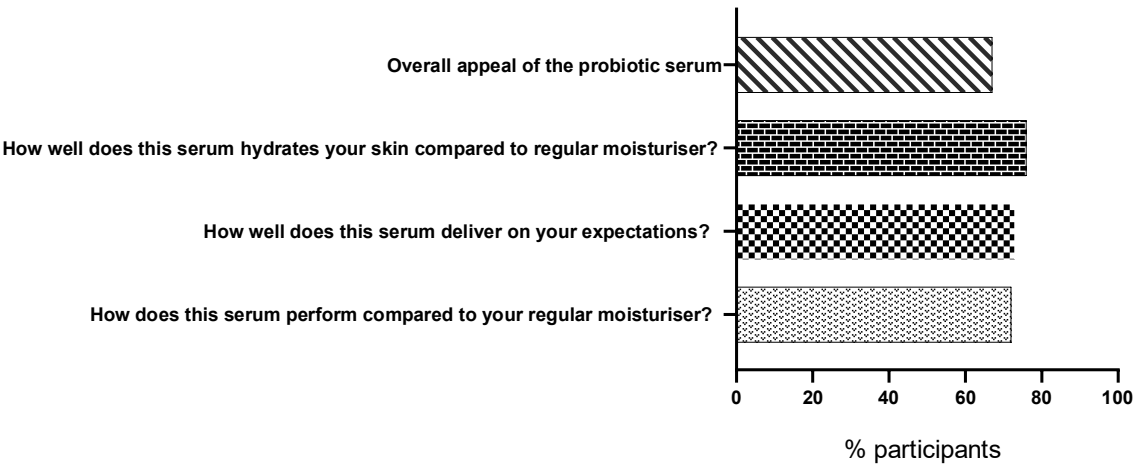 Overall appeal of the probiotic serum
How well does this serum hydrates your skin compared to regular moisturiser?
How well does this serum deliver on your expectations?
How does this serum perform compared to your regular moisturiser?
0 20 40 60 80 100
% participants